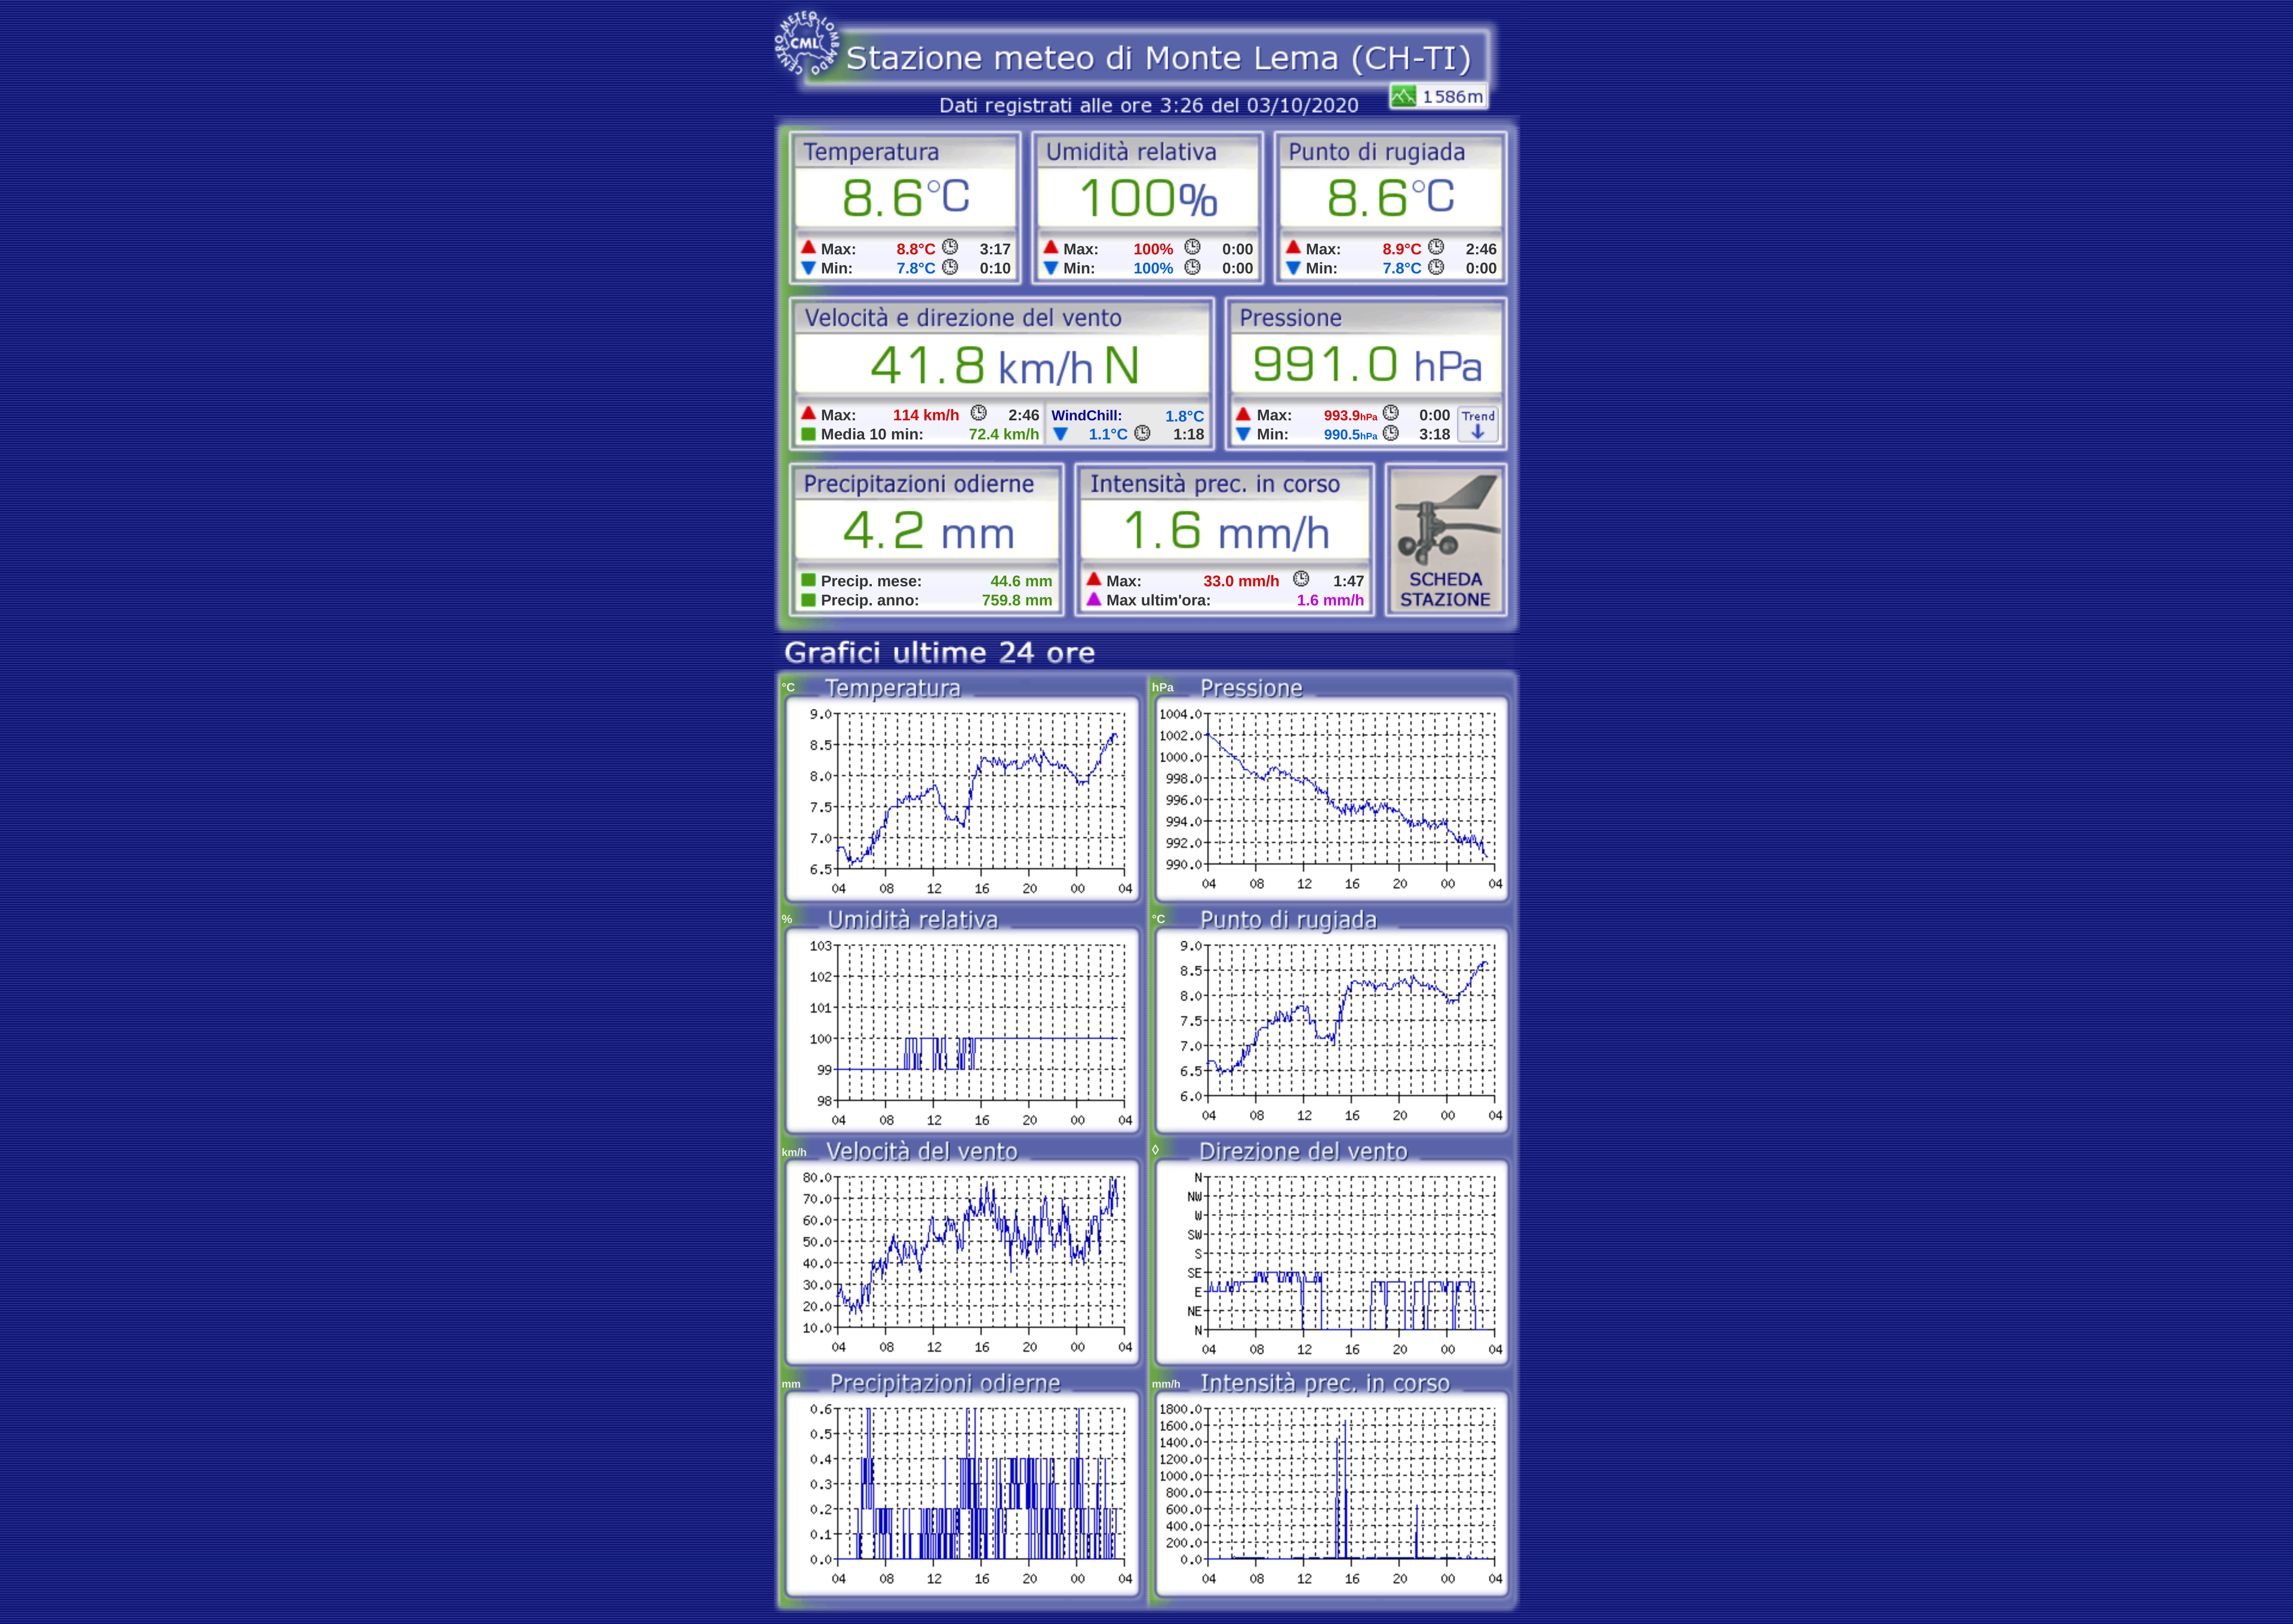 CENTRO METEO LOMBARDO
CML
Stazione meteo di Monte Lema (CH-TI)
1586m
Dati registrati alle ore 3:26 del 03/10/2020
Temperatura Umidità relativa Punto di rugiada
8.6°C 100% 8.6°C
Max: 8.8°C 3:17 Max: 100% 0:00 Max: 8.9°C 2:46
Min: 7.8°C 0:10 Min: 100% 0:00 Min: 7.8°C 0:00
Velocità e direzione del vento Pressione
41.8 km/h N 991.0 hPa
Max: 114 km/h 2:46 WindChill: 1.8°C Max: 993.9hPa 0:00 Trend
Media 10 min: 72.4 km/h 1.1°C 1:18 Min: 990.5hPa 3:18
Precipitazioni odierne Intensità prec. in corso
4.2 mm 1.6 mm/h
Precip. mese: 44.6 mm Max: 33.0 mm/h 1:47 SCHEDA
Precip. anno: 759.8 mm Max ultim'ora: 1.6 mm/h STAZIONE
Grafici ultime 24 ore
°C Temperatura
9.0
8.5
8.0
7.5
7.0
6.5
04 08 12 16 20 00 04
hPa Pressione
1004.0
1002.0
1000.0
998.0
996.0
994.0
992.0
990.0
04 08 12 16 20 00 04
% Umidità relativa
103
102
101
100
99
98
04 08 12 16 20 00 04
°C Punto di rugiada
9.0
8.5
8.0
7.5
7.0
6.5
6.0
04 08 12 16 20 00 04
km/h Velocità del vento
80.0
70.0
60.0
50.0
40.0
30.0
20.0
10.0
04 08 12 16 20 00 04
◊ Direzione del vento
N
NW
W
SW
S
SE
E
NE
N
04 08 12 16 20 00 04
mm Precipitazioni odierne
0.6
0.5
0.4
0.3
0.2
0.1
0.0
04 08 12 16 20 00 04
mm/h Intensità prec. in corso
1800.0
1600.0
1400.0
1200.0
1000.0
800.0
600.0
400.0
200.0
0.0
04 08 12 16 20 00 04